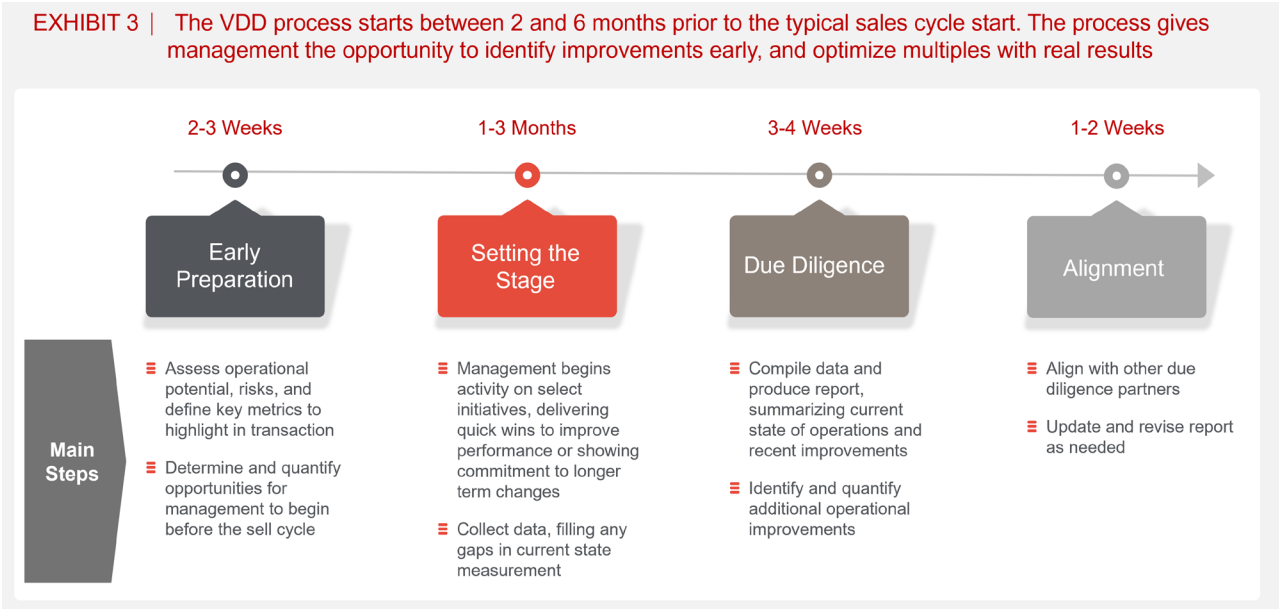 EXHIBIT 3 | The VDD process starts between 2 and 6 months prior to the typical sales cycle start. The process gives
management the opportunity to identify improvements early, and optimize multiples with real results
2-3 Weeks
1-3 Months
3-4 Weeks
1-2 Weeks
Early
Preparation
Setting the
Stage
Due Diligence
Alignment
Main
Steps
Assess operational
potential, risks, and
define key metrics to
highlight in transaction
Determine and quantify
opportunities for
management to begin
before the sell cycle
Management begins
activity on select
initiatives, delivering
quick wins to improve
performance or showing
commitment to longer
term changes
Collect data, filling any
gaps in current state
measurement
Compile data and
produce report,
summarizing current
state of operations and
recent improvements
Identify and quantify
additional operational
improvements
Align with other due
diligence partners
Update and revise report
as needed